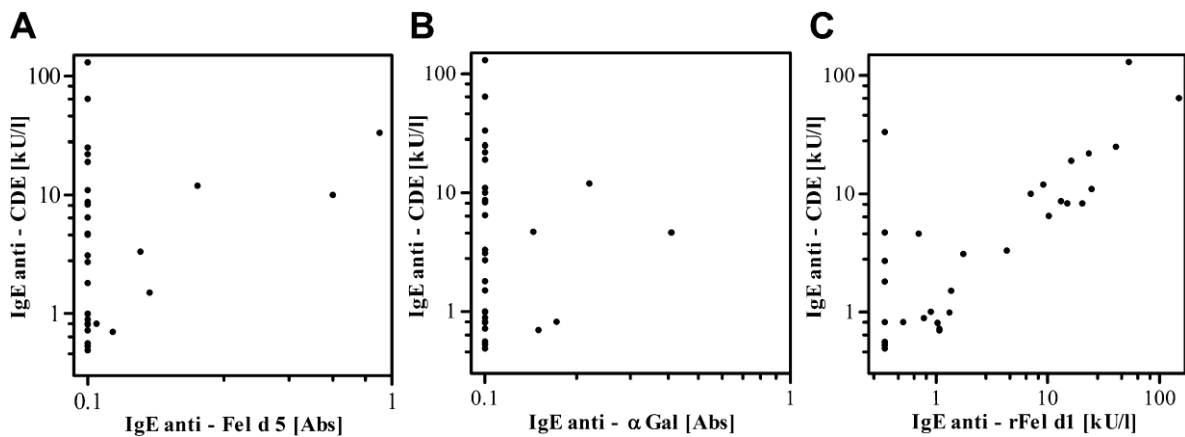 A
IgE anti - CDE [kU/l]
100
10
1
0.1
1
IgE anti - Fel d 5 [Abs]
B
IgE anti - CDE [kU/l]
100
10
1
0.1
1
IgE anti - α Gal [Abs]
C
IgE anti - CDE [kU/l]
100
10
1
1
10
100
IgE anti - rFel d1 [kU/l]